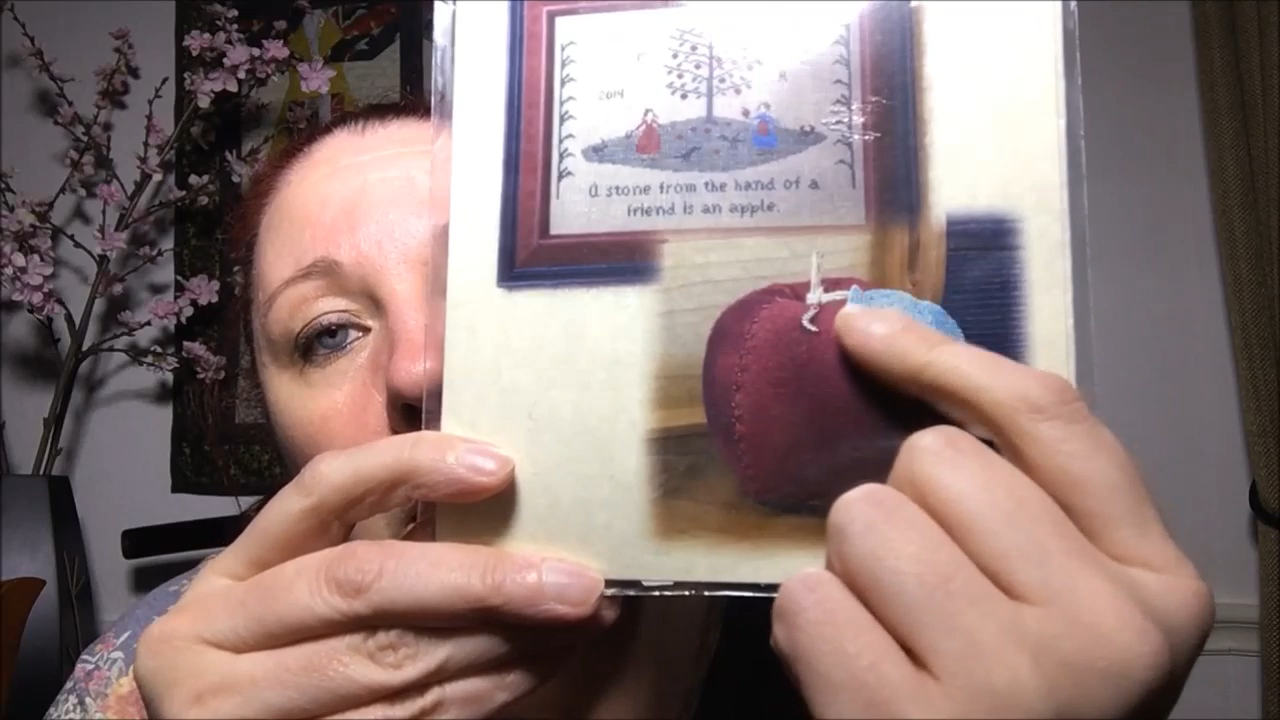 2014
A stone from the hand of a
friend is an apple.